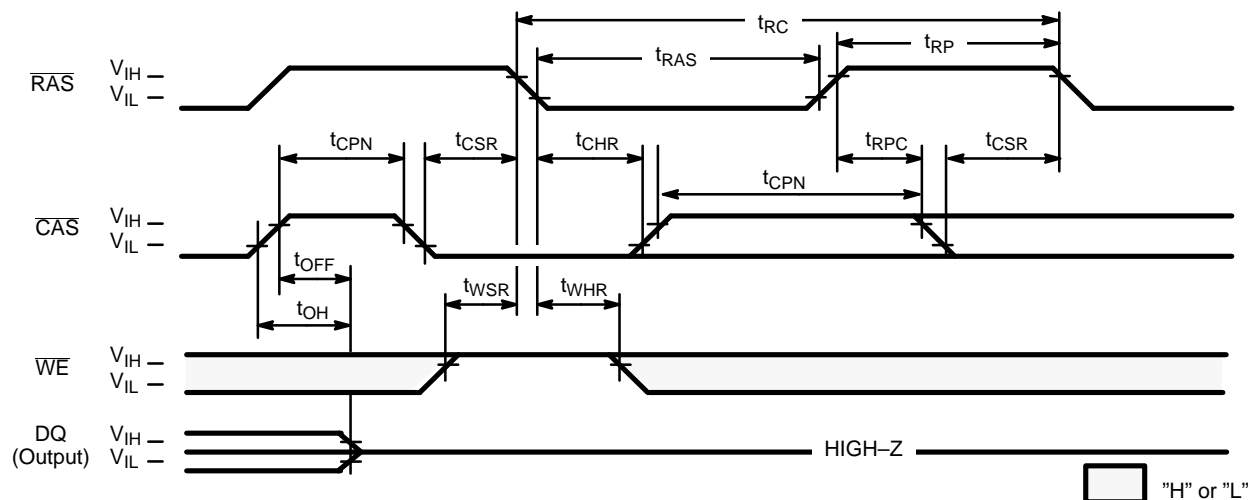 tRC
tRP
tRAS
RAS VIH
VIL
tCPN tCSR tCHR tRPC tCSR
tCPN
CAS VIH
VIL
tOFF
tWSR tWHR
tOH
WE VIH
VIL
DQ (Output) VIH
VIL
HIGH–Z
”H” or ”L”